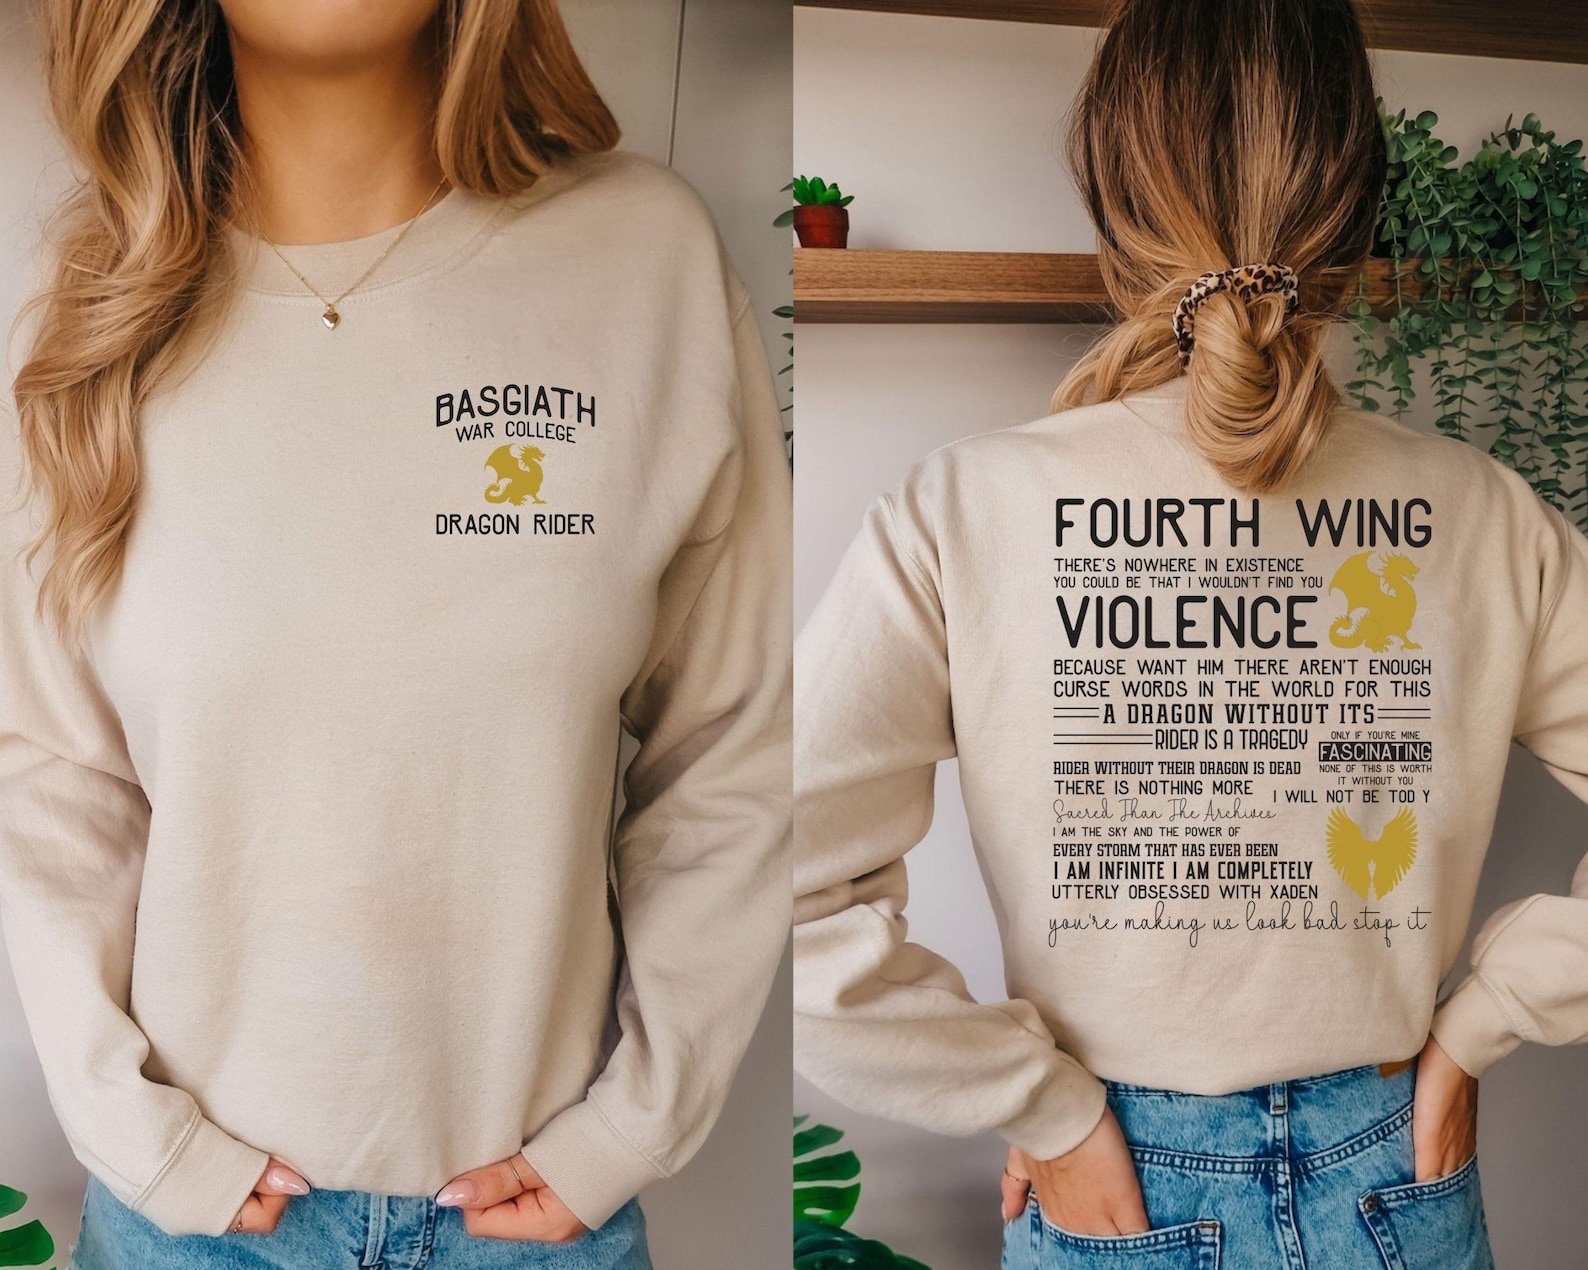 BASGIATH
WAR COLLEGE
DRAGON RIDER
FOURTH WING
THERE'S NOWHERE IN EXISTENCE
YOU COULD BE THAT I WOULDN'T FIND YOU
VIOLENCE
BECAUSE WANT HIM THERE AREN'T ENOUGH
CURSE WORDS IN THE WORLD FOR THIS
A DRAGON WITHOUT ITS
RIDER IS A TRAGEDY
ONLY IF YOU'RE MINE
FASCINATING
NONE OF THIS IS WORTH
IT WITHOUT YOU
RIDER WITHOUT THEIR DRAGON IS DEAD
THERE IS NOTHING MORE
I WILL NOT BE TOD Y
Sacred Than The Archives
I AM THE SKY AND THE POWER OF
EVERY STORM THAT HAS EVER BEEN
I AM INFINITE I AM COMPLETELY
UTTERLY OBSESSED WITH XADEN
you're making us look bad stop it